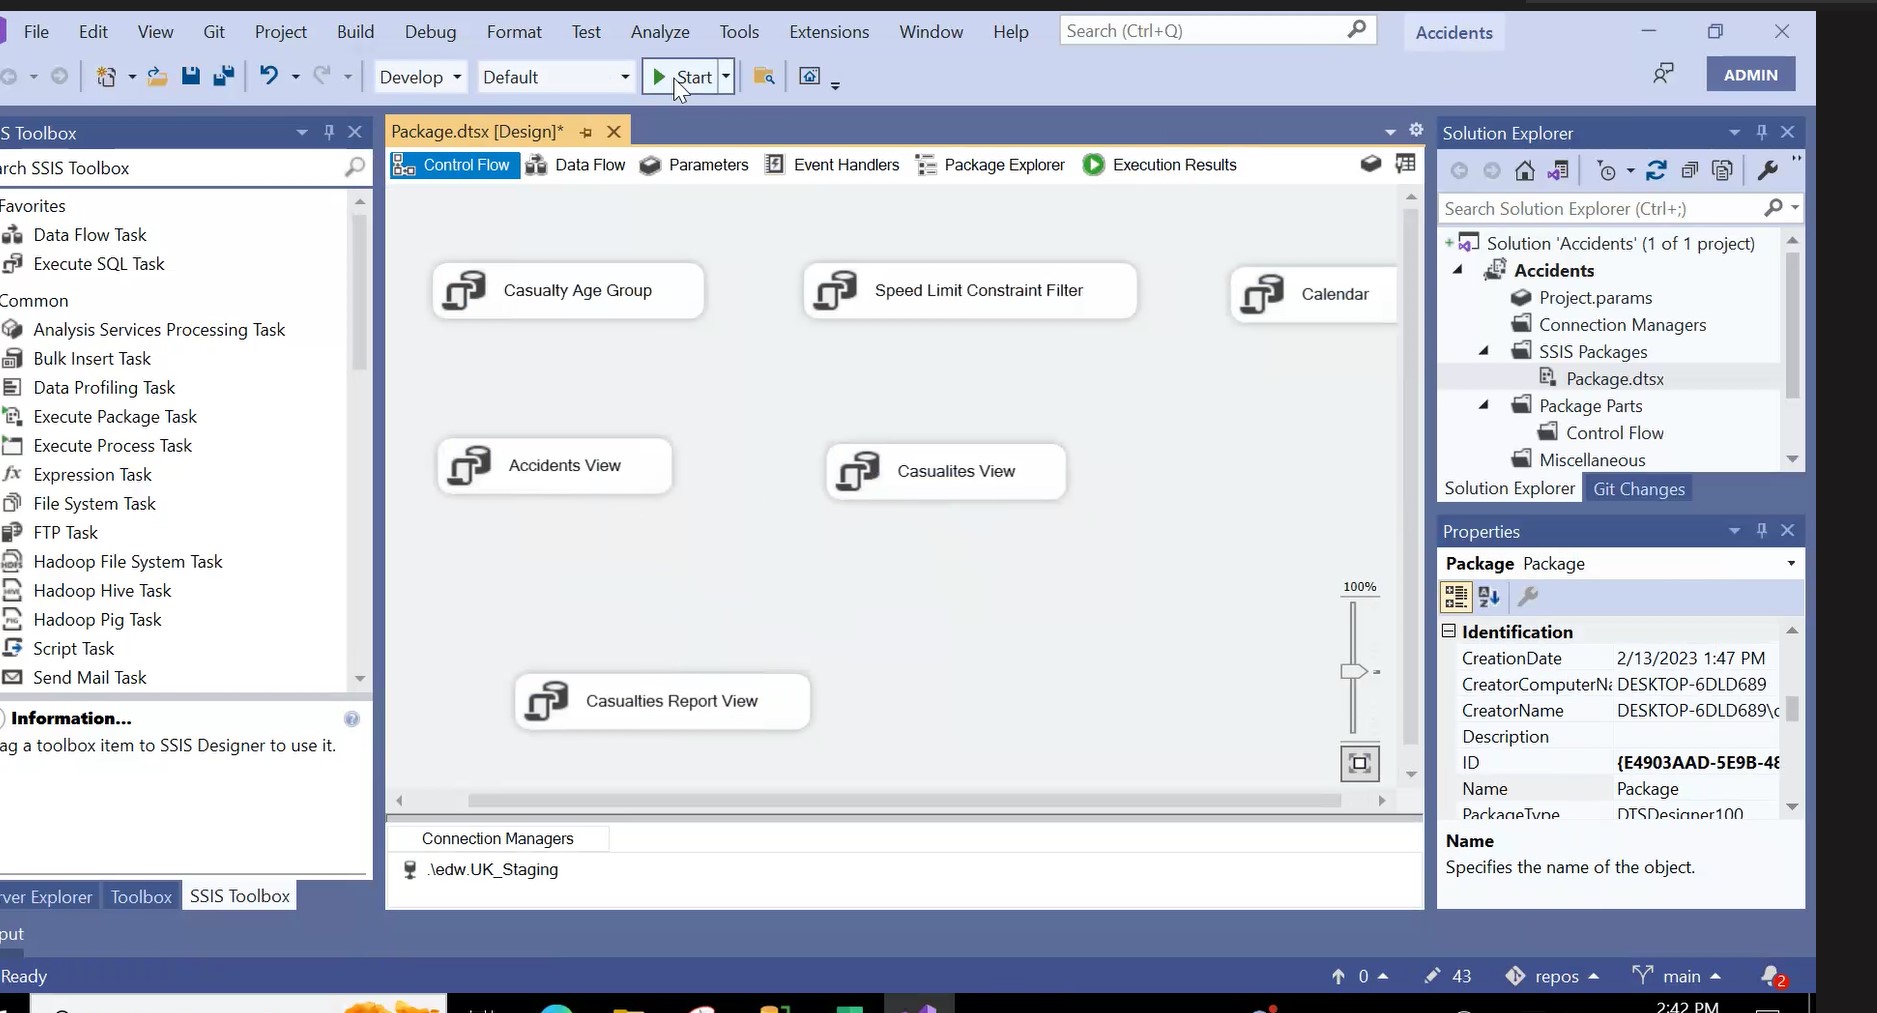 File Edit View Git Project Build Debug Format Test Analyze Tools Extensions Window Help Search (Ctrl+Q) Accidents
Develop Default Start ADMIN
S Toolbox
rch SSIS Toolbox
Favorites
Data Flow Task
Execute SQL Task
Common
Analysis Services Processing Task
Bulk Insert Task
Data Profiling Task
Execute Package Task
Execute Process Task
Expression Task
File System Task
FTP Task
Hadoop File System Task
Hadoop Hive Task
Hadoop Pig Task
Script Task
Send Mail Task
Information...
ag a toolbox item to SSIS Designer to use it.
ver Explorer Toolbox SSIS Toolbox
Package.dtsx [Design]*
Control Flow Data Flow Parameters Event Handlers Package Explorer Execution Results
Casualty Age Group Speed Limit Constraint Filter Calendar
Accidents View Casualites View
Casualties Report View
100%
Connection Managers
.\edw.UK_Staging
Solution Explorer
Search Solution Explorer (Ctrl+;)
Solution 'Accidents' (1 of 1 project)
Accidents
Project.params
Connection Managers
SSIS Packages
Package.dtsx
Package Parts
Control Flow
Miscellaneous
Solution Explorer Git Changes
Properties
Package Package
Identification
CreationDate 2/13/2023 1:47 PM
CreatorComputerNa DESKTOP-6DLD689
CreatorName DESKTOP-6DLD689\c
Description
ID {E4903AAD-5E9B-48
Name Package
PackageType DTSDesigner100
Name
Specifies the name of the object.
put
Ready 0 43 repos main 2
2:42 PM